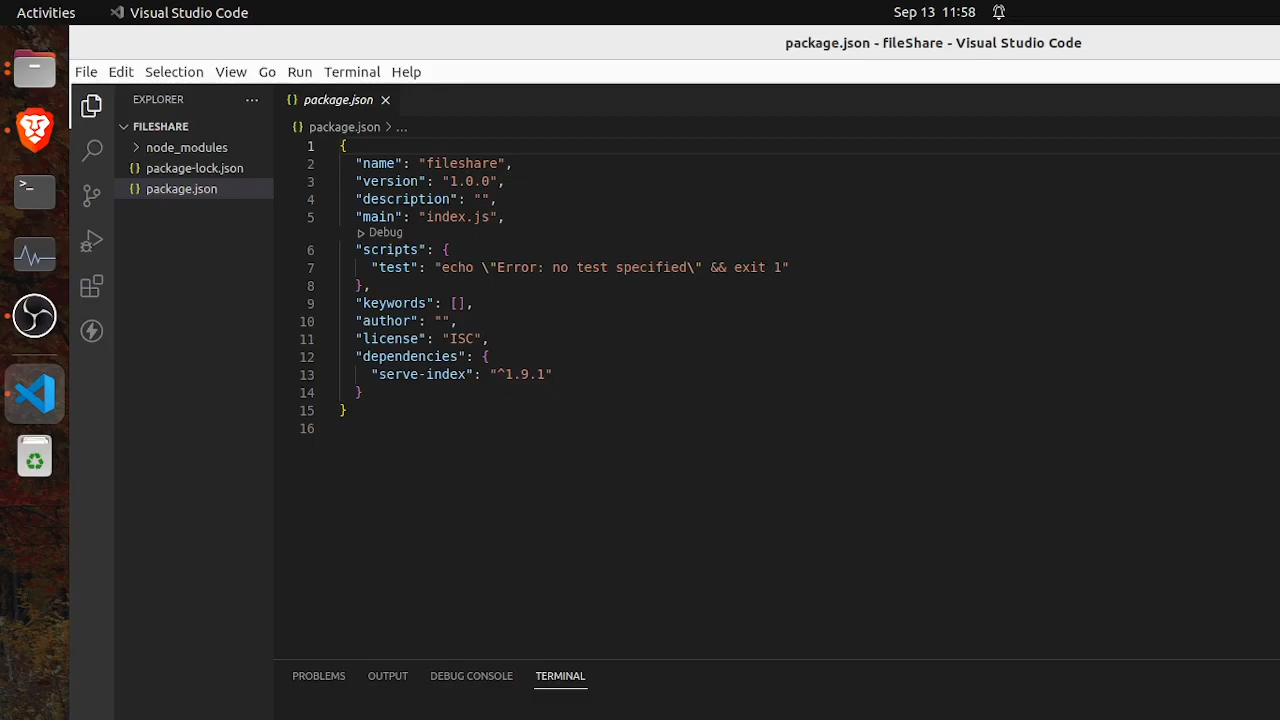 Activities Visual Studio Code Sep 13 11:58
package.json - fileShare - Visual Studio Code
File Edit Selection View Go Run Terminal Help
EXPLORER ...
FILESHARE
node_modules
{} package-lock.json
{} package.json
{} package.json
{} package.json > ...
1 {
2 "name": "fileshare",
3 "version": "1.0.0",
4 "description": "",
5 "main": "index.js",
Debug
6 "scripts": {
7 "test": "echo \"Error: no test specified\" && exit 1"
8 },
9 "keywords": [],
10 "author": "",
11 "license": "ISC",
12 "dependencies": {
13 "serve-index": "^1.9.1"
14 }
15 }
16
PROBLEMS OUTPUT DEBUG CONSOLE TERMINAL